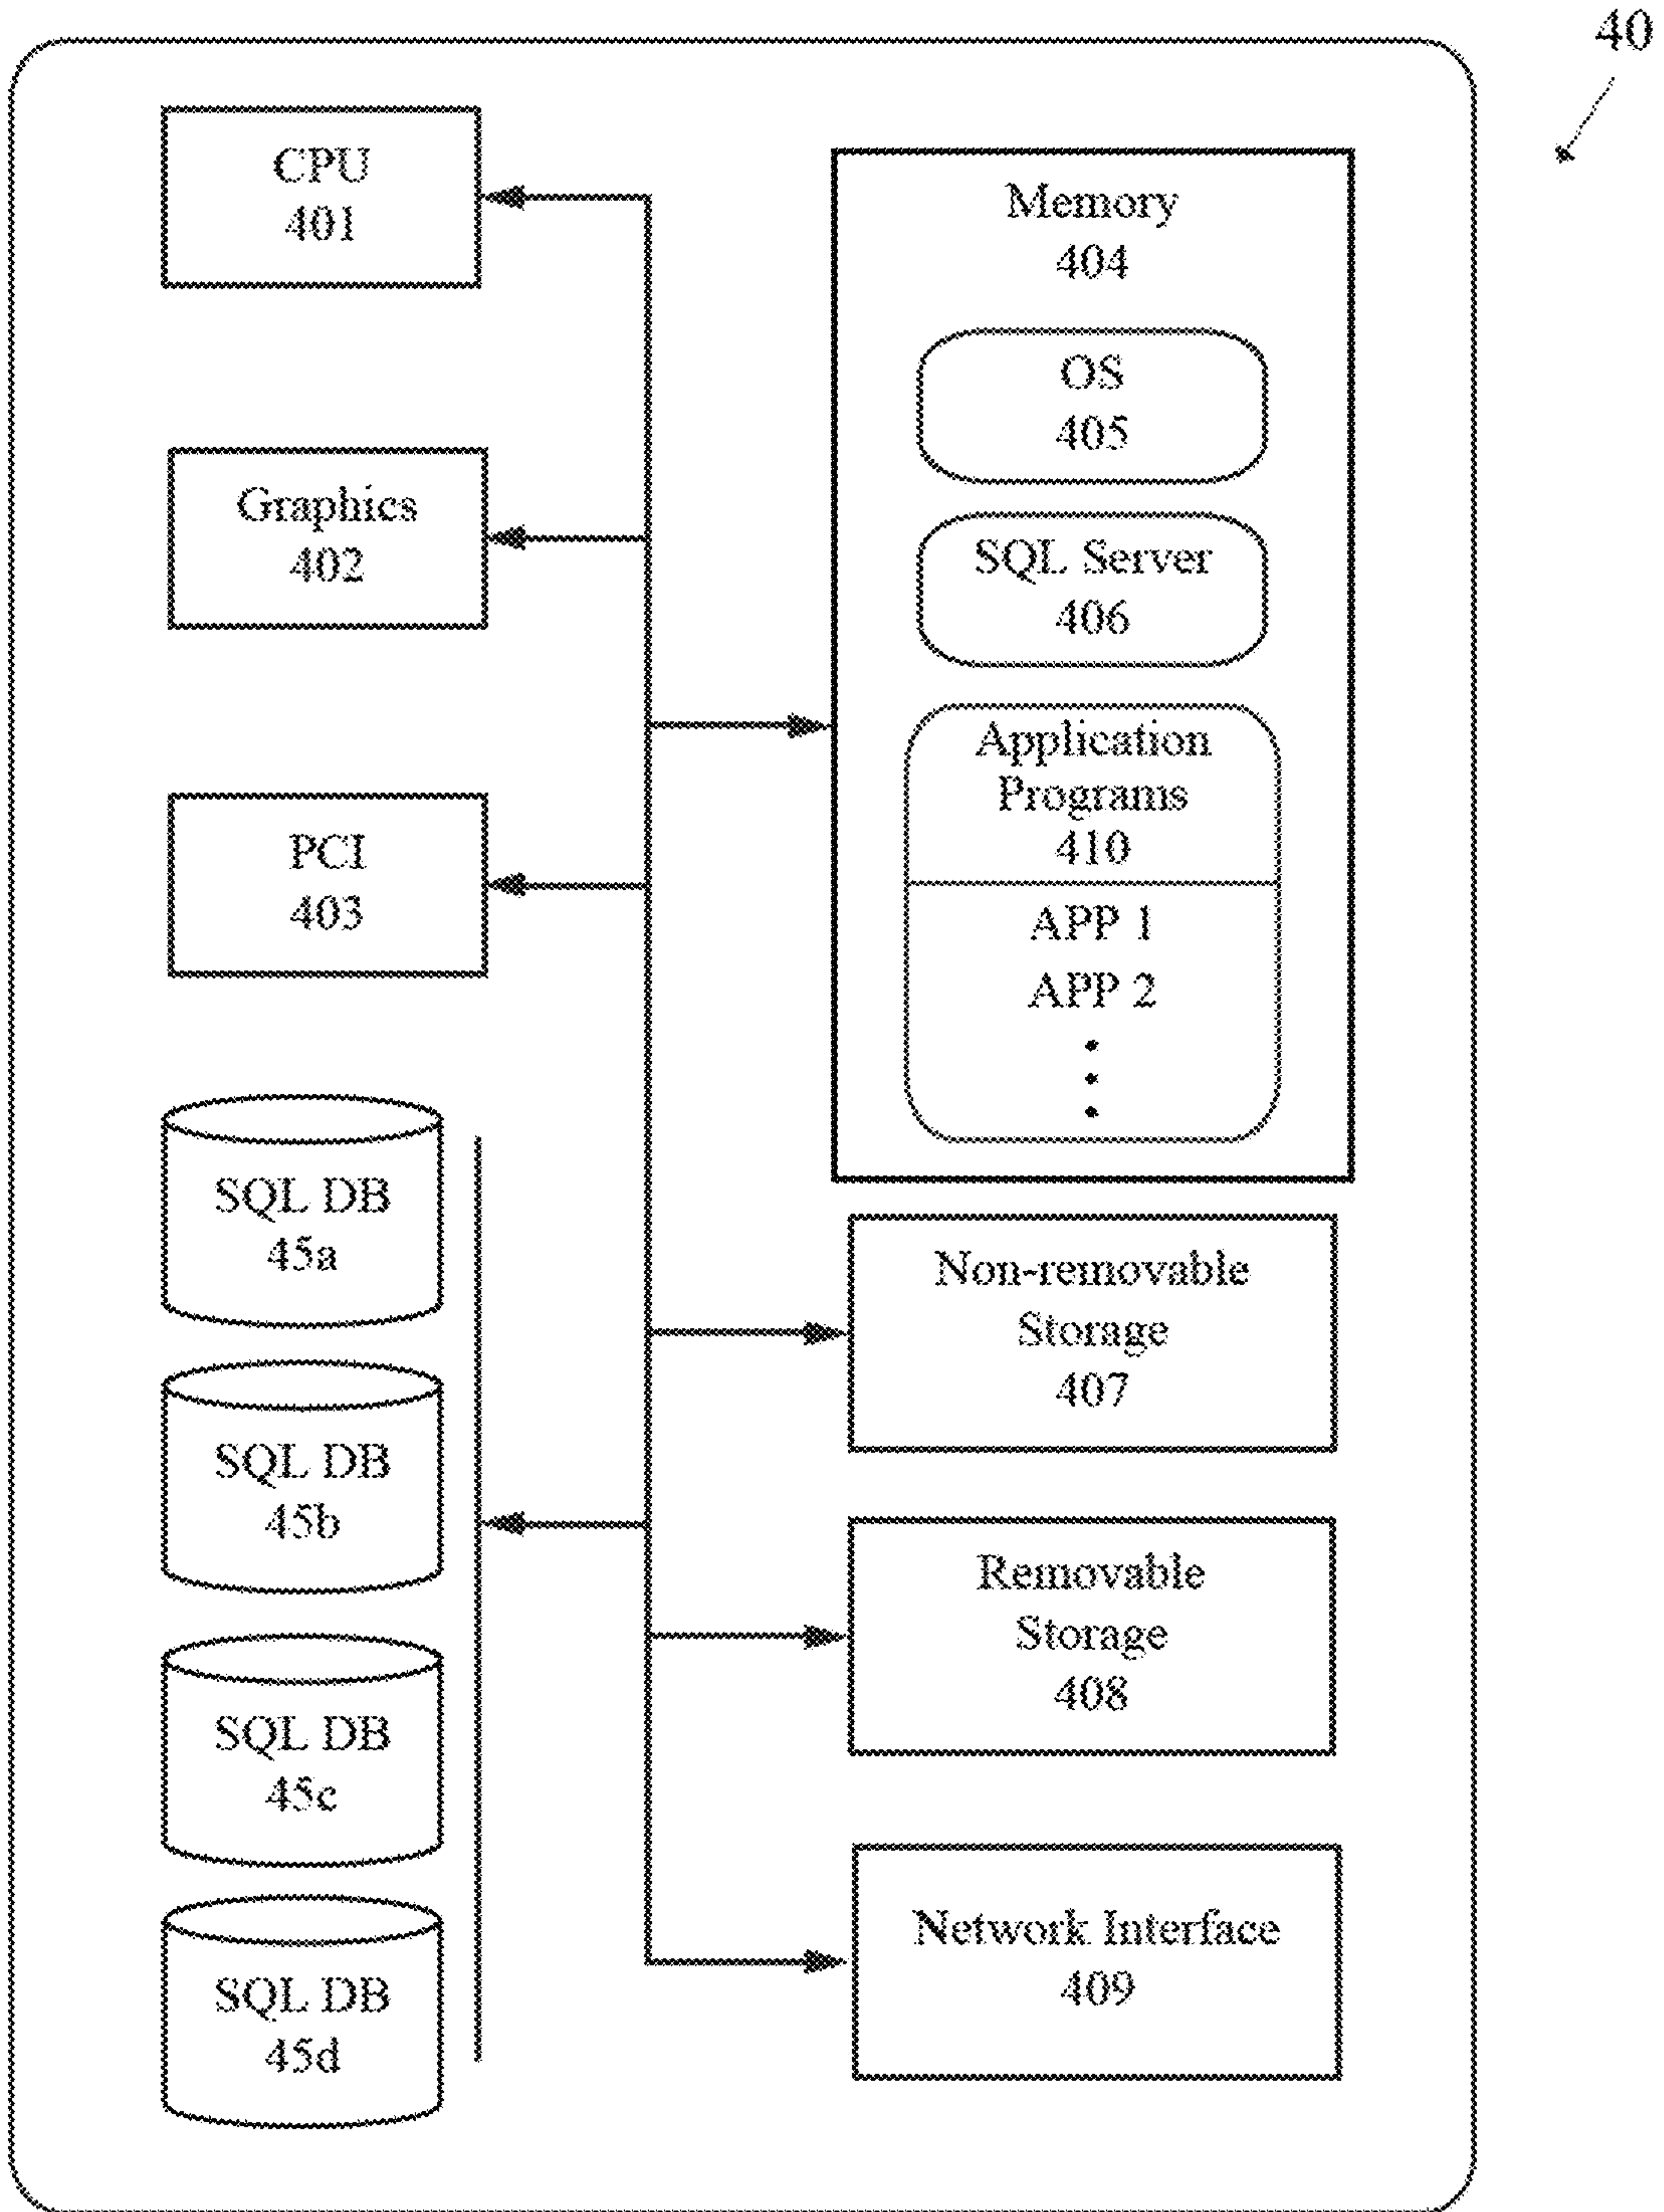 40
CPU
401
Graphics
402
PCI
403
SQL DB
45a
SQL DB
45b
SQL DB
45c
SQL DB
45d
Memory
404
OS
405
SQL Server
406
Application
Programs
410
APP 1
APP 2
Non-removable
Storage
407
Removable
Storage
408
Network Interface
409